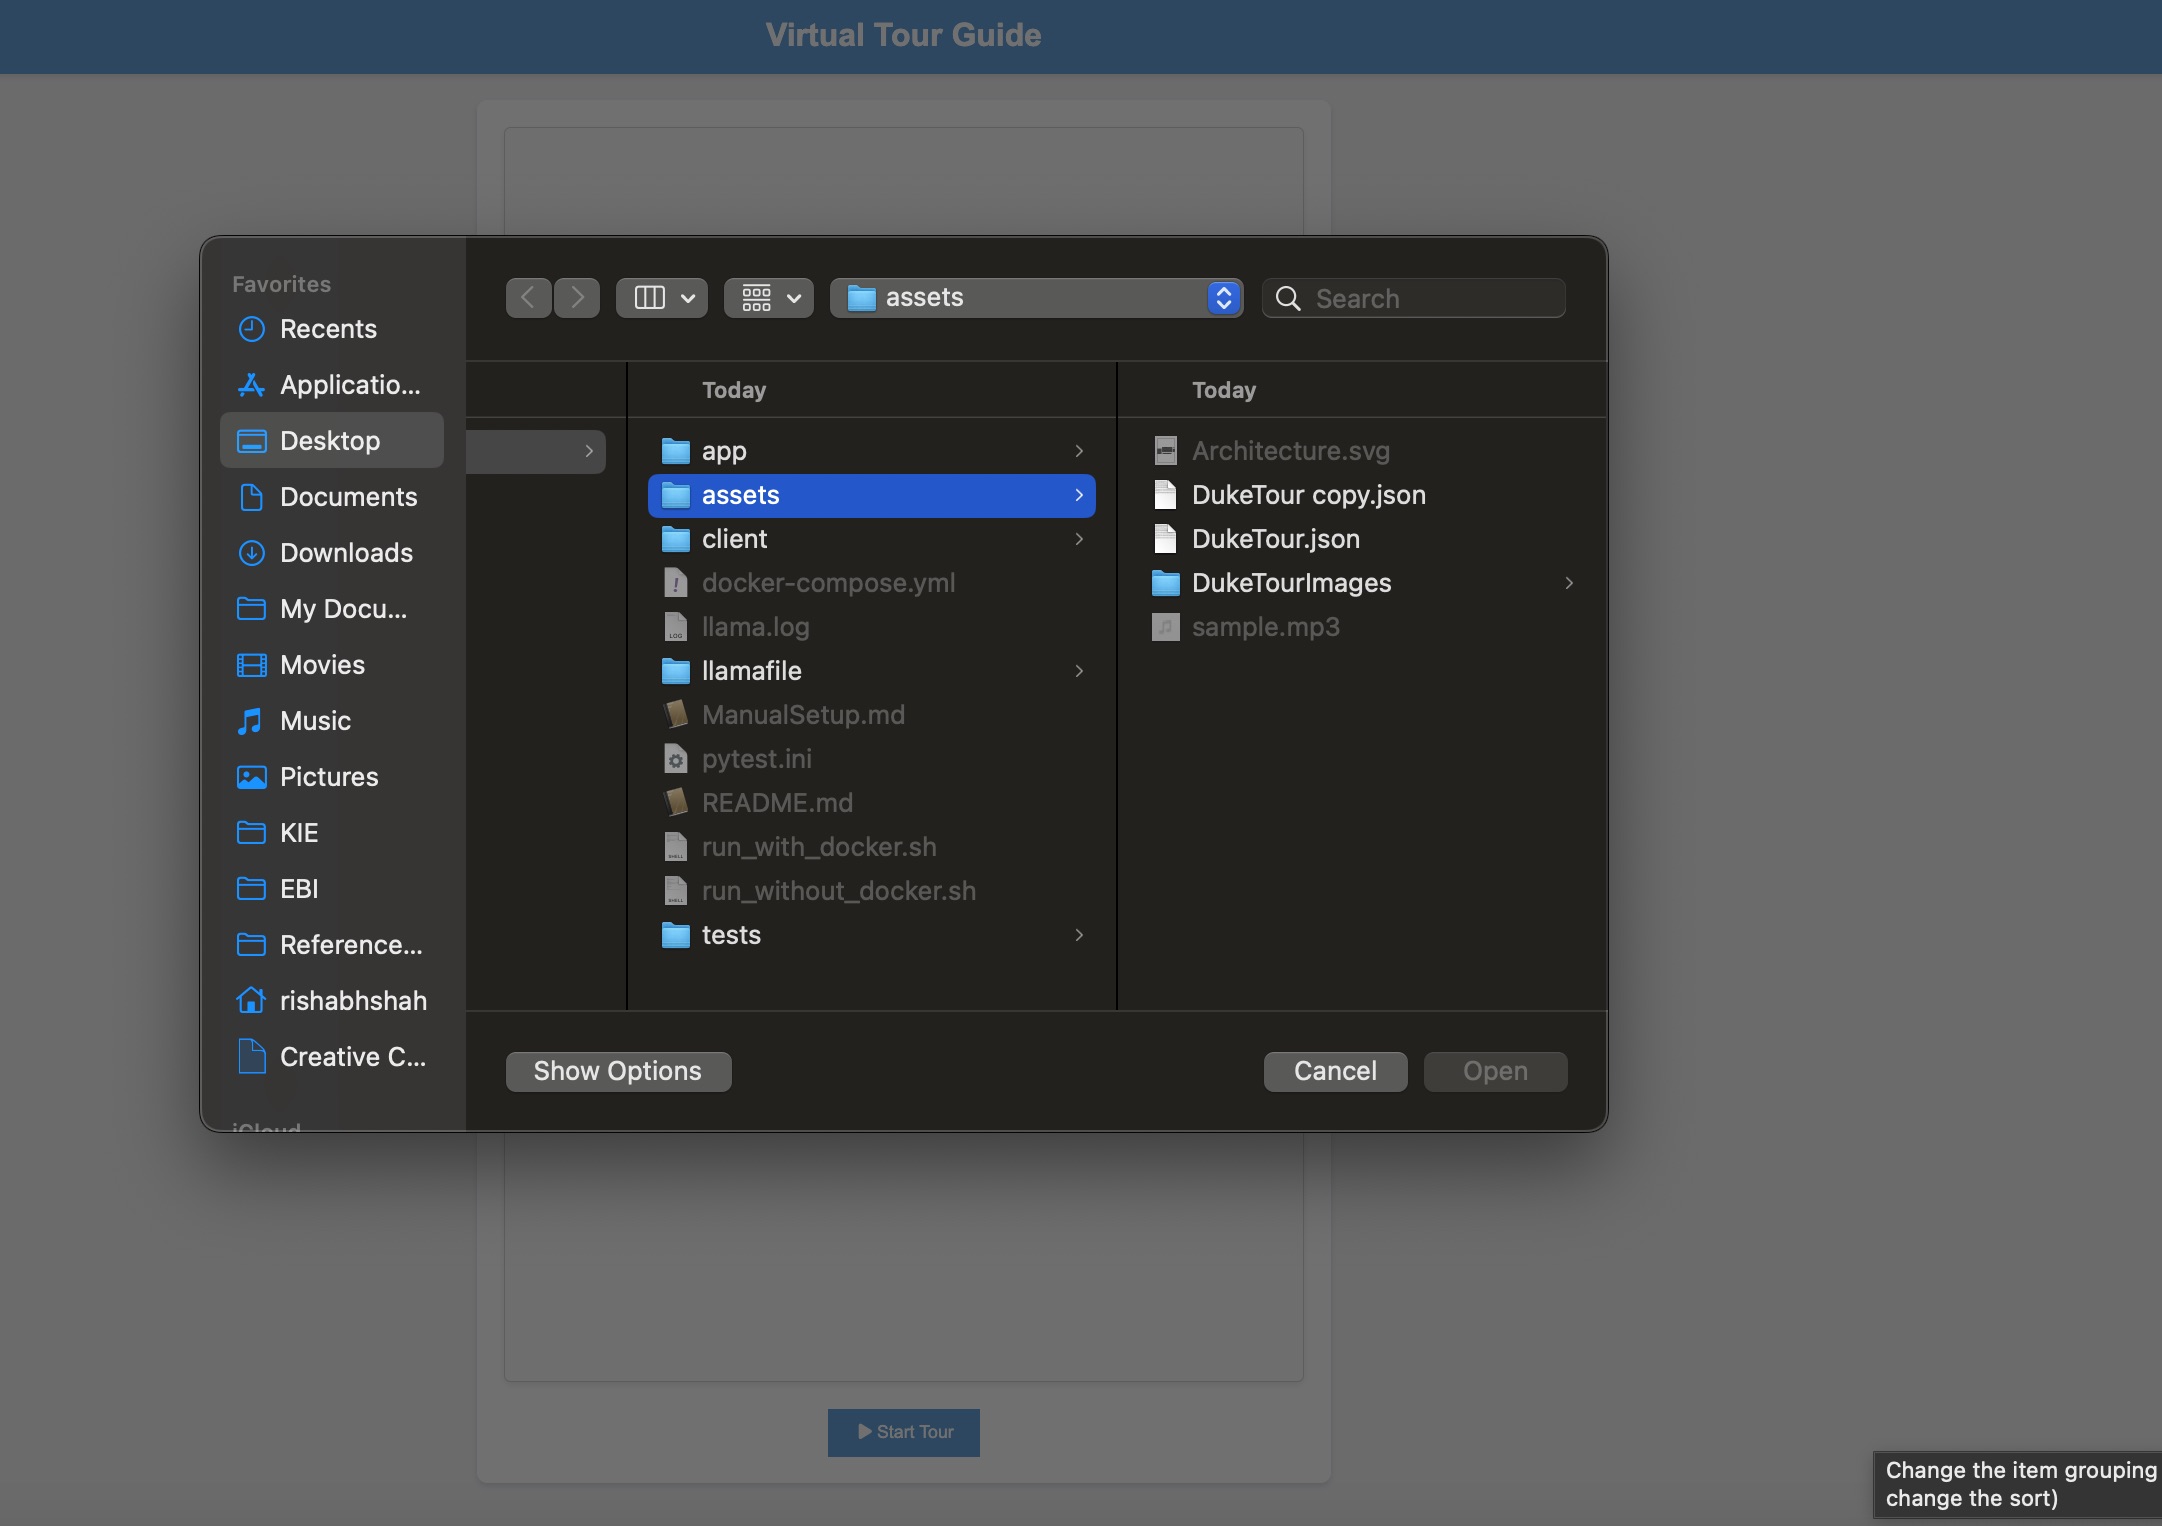 Virtual Tour Guide
Favorites
Recents
Applicatio...
Desktop
Documents
Downloads
My Docu...
Movies
Music
Pictures
KIE
EBI
Reference...
rishabhshah
Creative C...
iCloud
assets
Search
Today
app
assets
client
docker-compose.yml
llama.log
llamafile
ManualSetup.md
pytest.ini
README.md
run_with_docker.sh
run_without_docker.sh
tests
Today
Architecture.svg
DukeTour copy.json
DukeTour.json
DukeTourImages
sample.mp3
Show Options
Cancel
Open
Start Tour
Change the item grouping
change the sort)